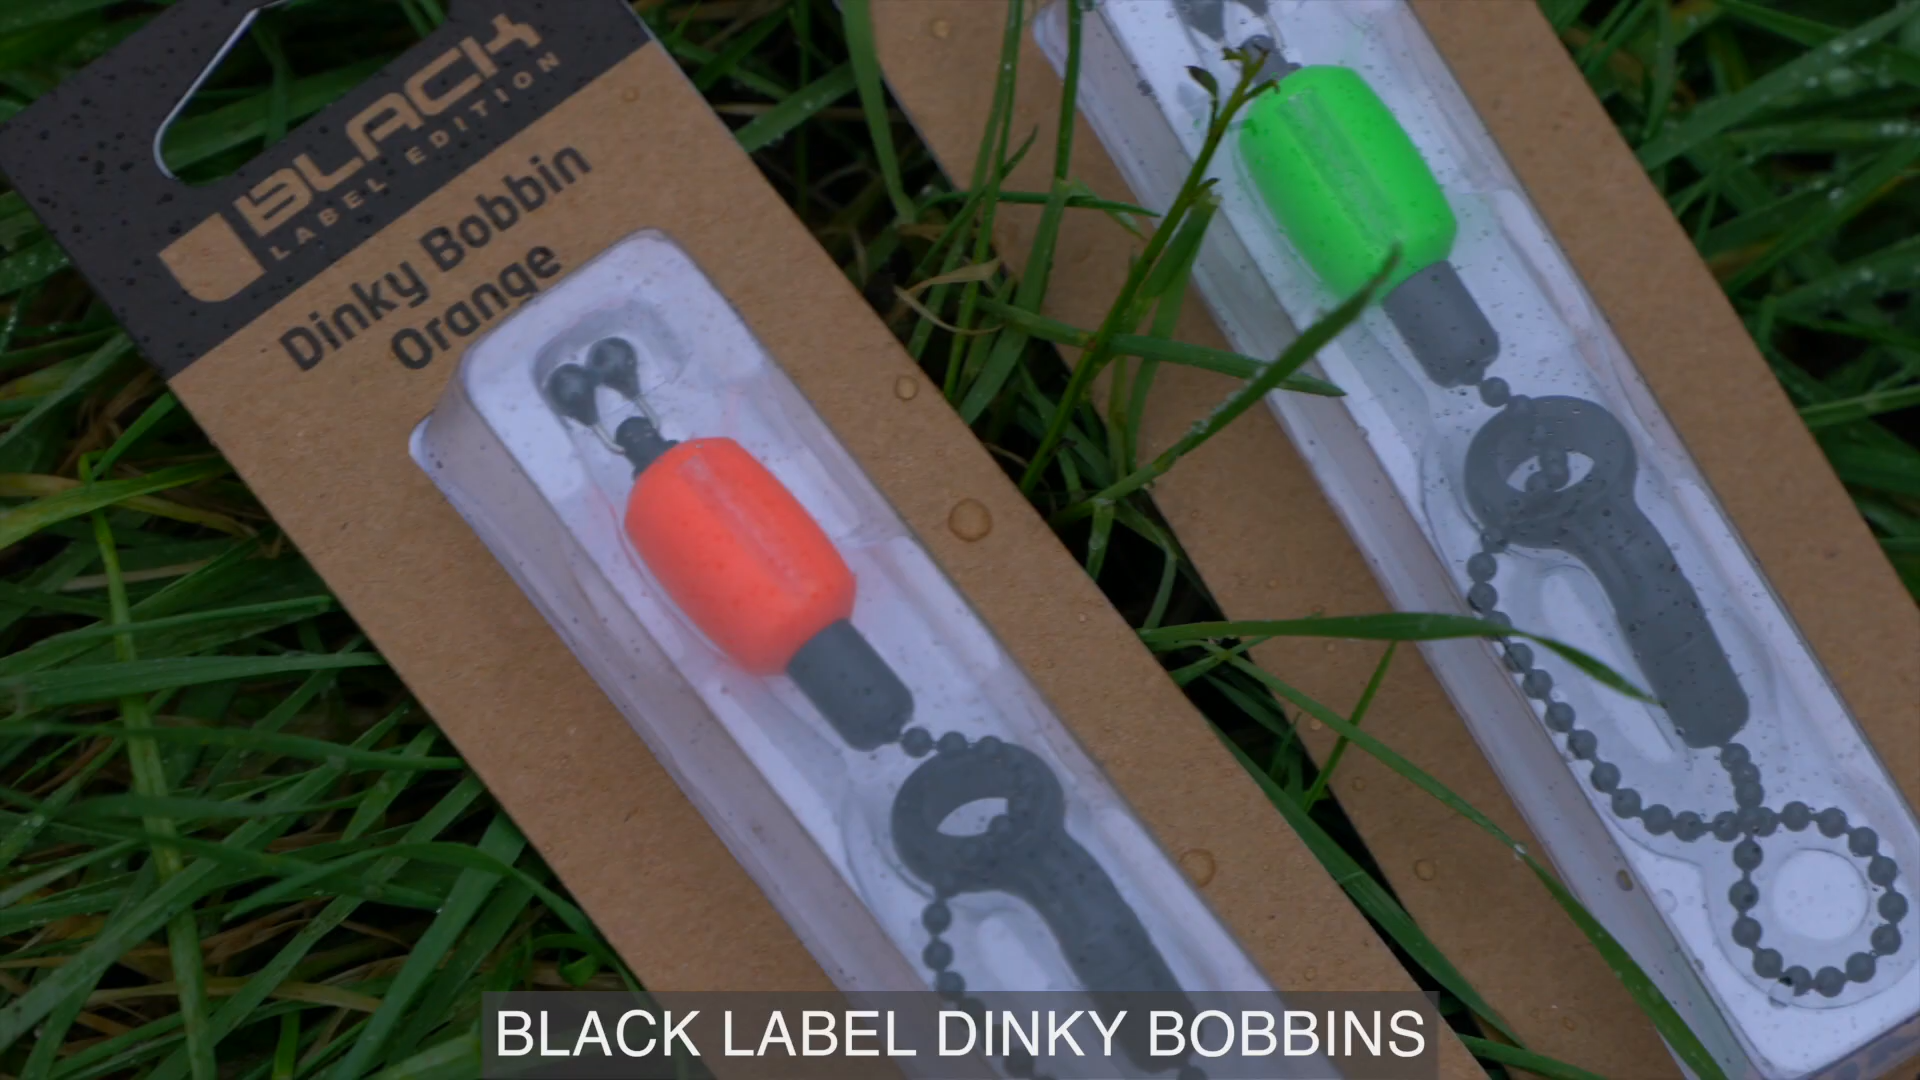 BLACK
LABEL EDITION
Dinky Bobbin
Orange
BLACK LABEL DINKY BOBBINS